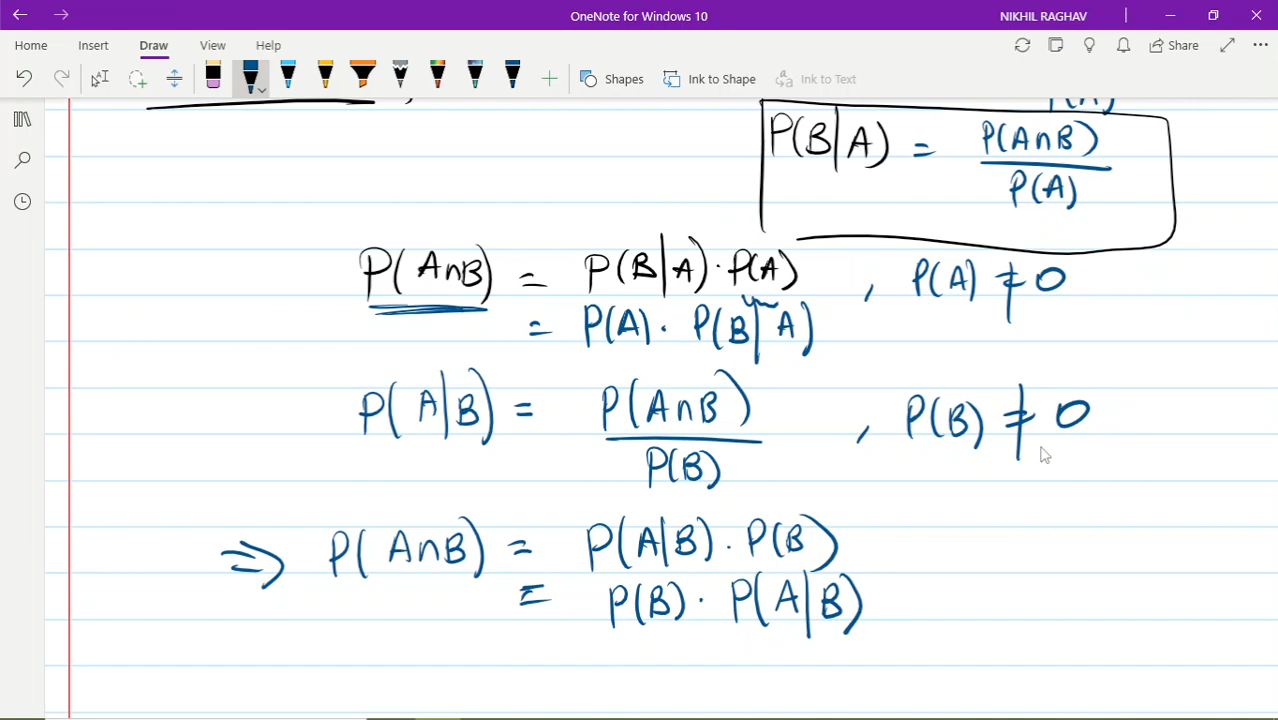 OneNote for Windows 10
NIKHIL RAGHAV
Home Insert Draw View Help
Share
Shapes
Ink to Shape
Ink to Text
P(A)
P(B|A) = P(A∩B) / P(A)
P(A∩B) = P(B|A) · P(A) , P(A) ≠ 0
= P(A) · P(B|A)
P(A|B) = P(A∩B) / P(B) , P(B) ≠ 0
⇒ P(A∩B) = P(A|B) · P(B)
= P(B) · P(A|B)